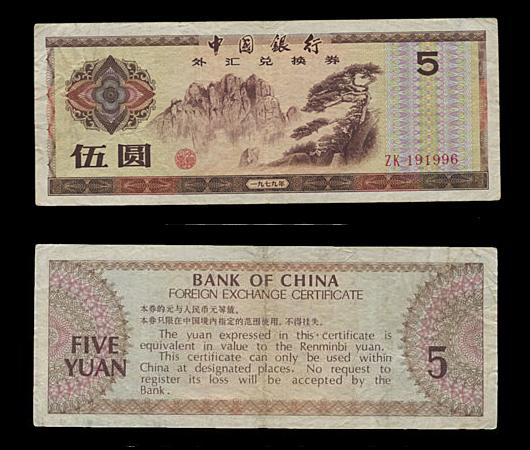 中国银行
外汇兑换券
5
伍圆
ZK 191996
一九七九年
BANK OF CHINA
FOREIGN EXCHANGE CERTIFICATE
本券的元与人民币元等值。
本券只限在中国境内指定的范围使用，不得挂失。
The yuan expressed in this certificate is
equivalent in value to the Renminbi yuan.
This certificate can only be used within
China at designated places. No request to
register its loss will be accepted by the
Bank.
FIVE
YUAN
5